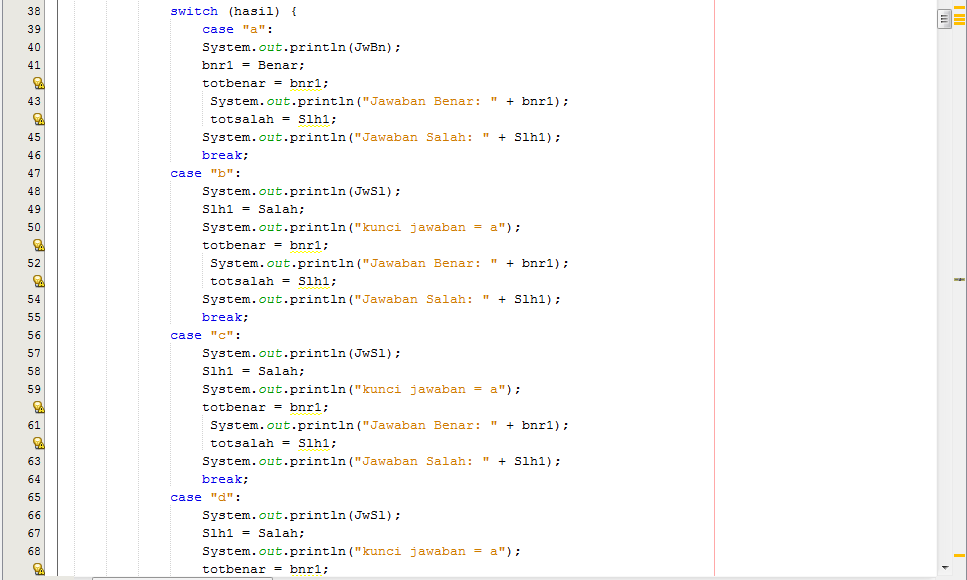 38 switch (hasil) {
39 case "a":
40 System.out.println(JwBn);
41 bnr1 = Benar;
totbenar = bnr1;
43 System.out.println("Jawaban Benar: " + bnr1);
totsalah = Slh1;
45 System.out.println("Jawaban Salah: " + Slh1);
46 break;
47 case "b":
48 System.out.println(JwSl);
49 Slh1 = Salah;
50 System.out.println("kunci jawaban = a");
totbenar = bnr1;
52 System.out.println("Jawaban Benar: " + bnr1);
totsalah = Slh1;
54 System.out.println("Jawaban Salah: " + Slh1);
55 break;
56 case "c":
57 System.out.println(JwSl);
58 Slh1 = Salah;
59 System.out.println("kunci jawaban = a");
totbenar = bnr1;
61 System.out.println("Jawaban Benar: " + bnr1);
totsalah = Slh1;
63 System.out.println("Jawaban Salah: " + Slh1);
64 break;
65 case "d":
66 System.out.println(JwSl);
67 Slh1 = Salah;
68 System.out.println("kunci jawaban = a");
totbenar = bnr1;